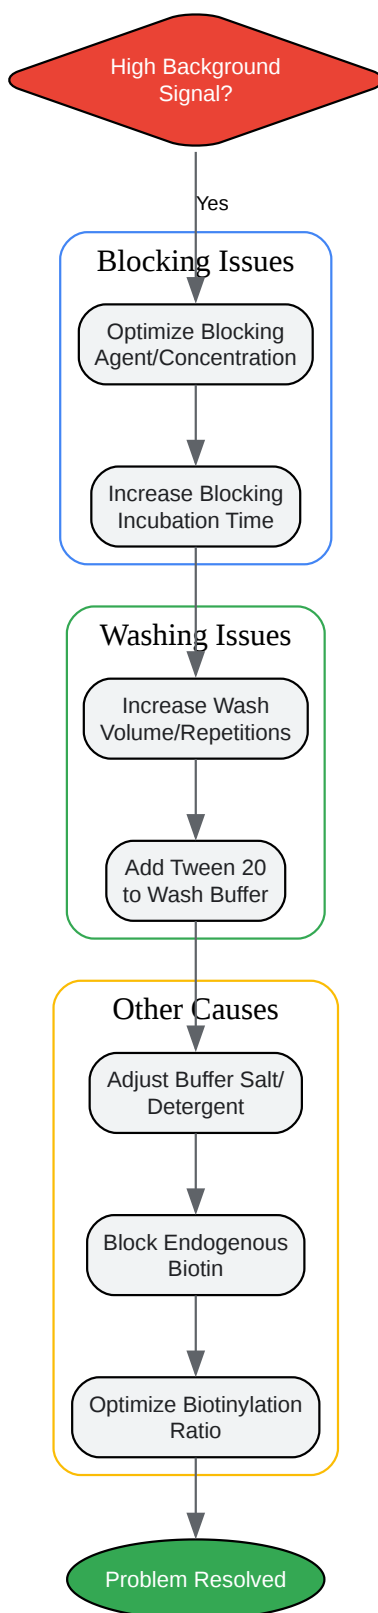 High Background
Signal?
Yes
Blocking Issues
Optimize Blocking
Agent/Concentration
Increase Blocking
Incubation Time
Washing Issues
Increase Wash
Volume/Repetitions
Add Tween 20
to Wash Buffer
Other Causes
Adjust Buffer Salt/
Detergent
Block Endogenous
Biotin
Optimize Biotinylation
Ratio
Problem Resolved